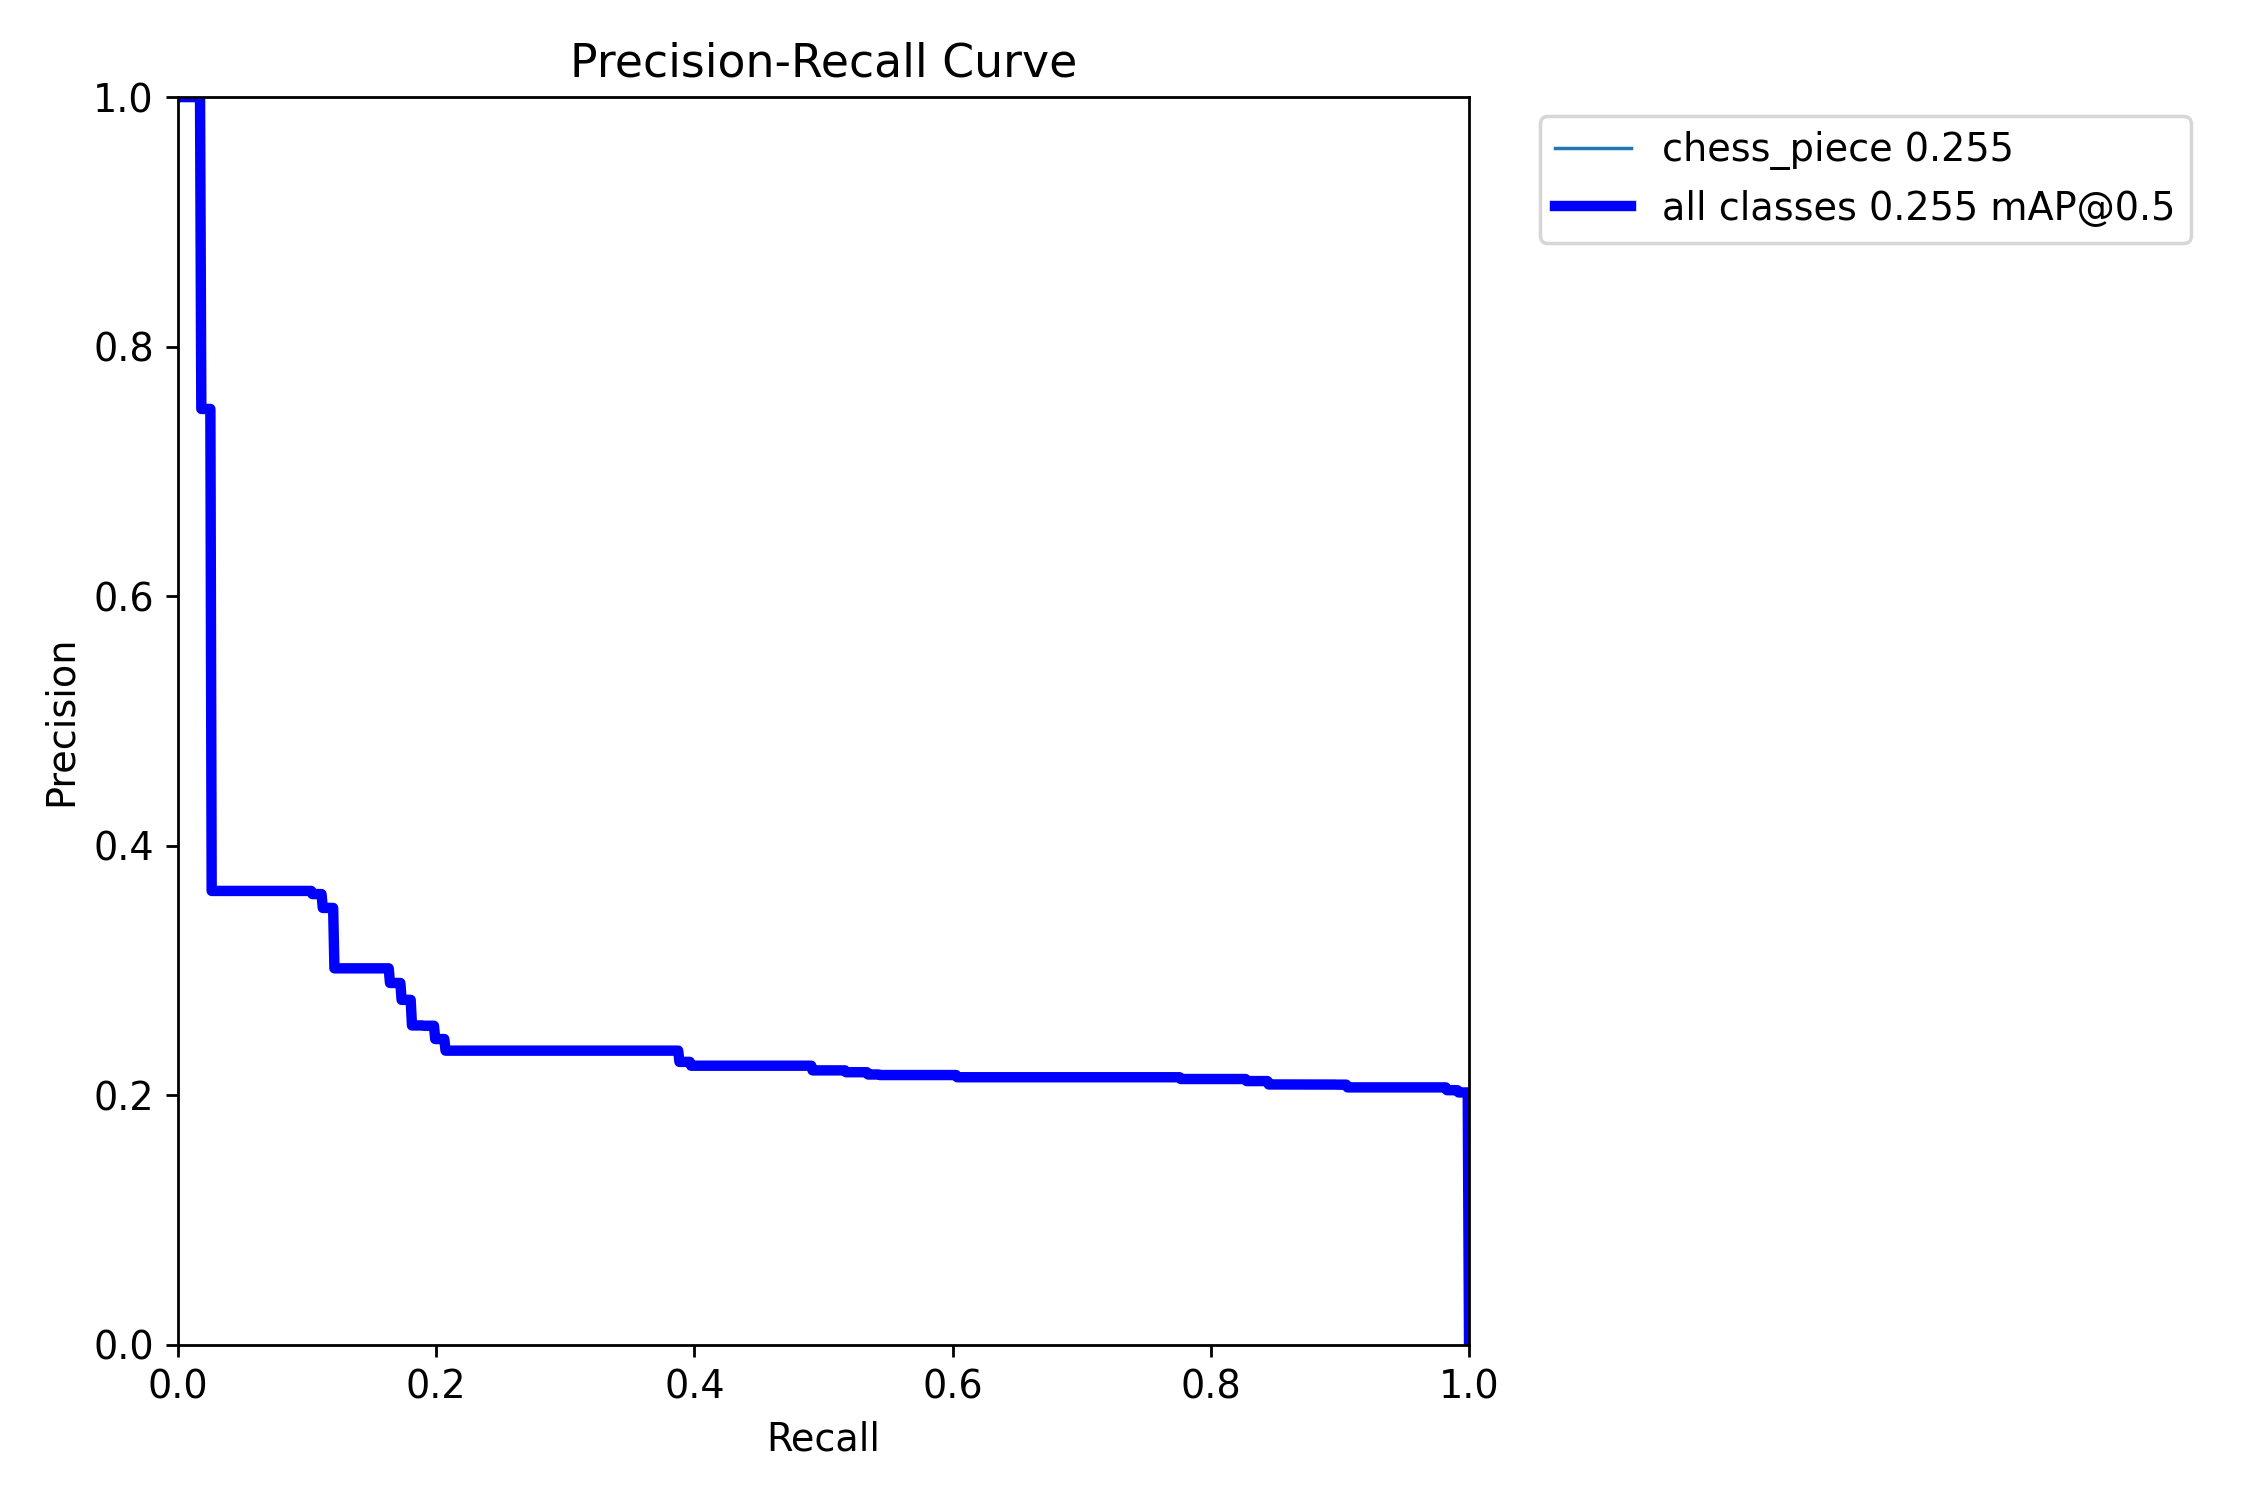 Precision-Recall Curve
1.0
0.8
0.6
0.4
0.2
0.0
Precision
0.0 0.2 0.4 0.6 0.8 1.0
Recall
chess_piece 0.255
all classes 0.255 mAP@0.5